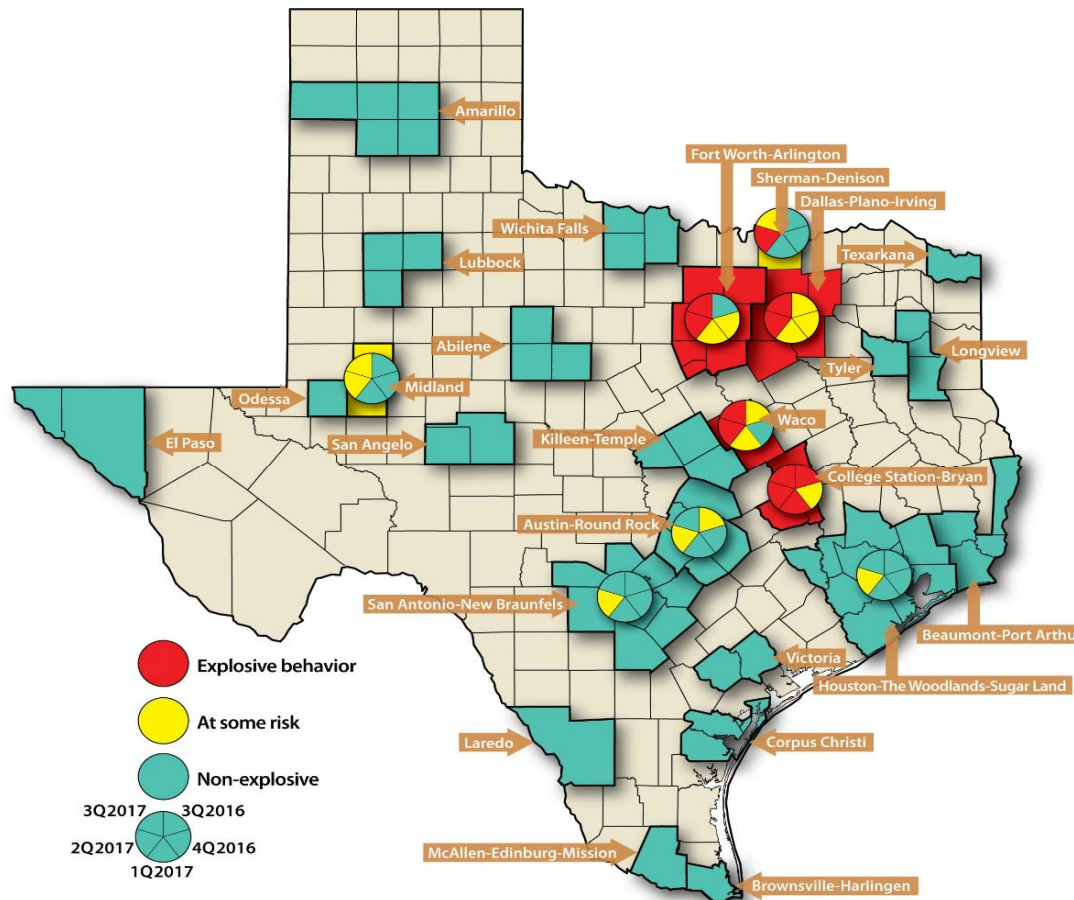 Amarillo
Fort Worth-Arlington
Sherman-Denison
Dallas-Plano-Irving
Wichita Falls
Texarkana
Lubbock
Abilene
Longview
Tyler
Midland
Odessa
Waco
El Paso
San Angelo
Killeen-Temple
College Station-Bryan
Austin-Round Rock
San Antonio-New Braunfels
Beaumont-Port Arthur
Victoria
Houston-The Woodlands-Sugar Land
Laredo
Corpus Christi
McAllen-Edinburg-Mission
Brownsville-Harlingen
Explosive behavior
At some risk
Non-explosive
3Q2017 3Q2016
2Q2017 4Q2016
1Q2017